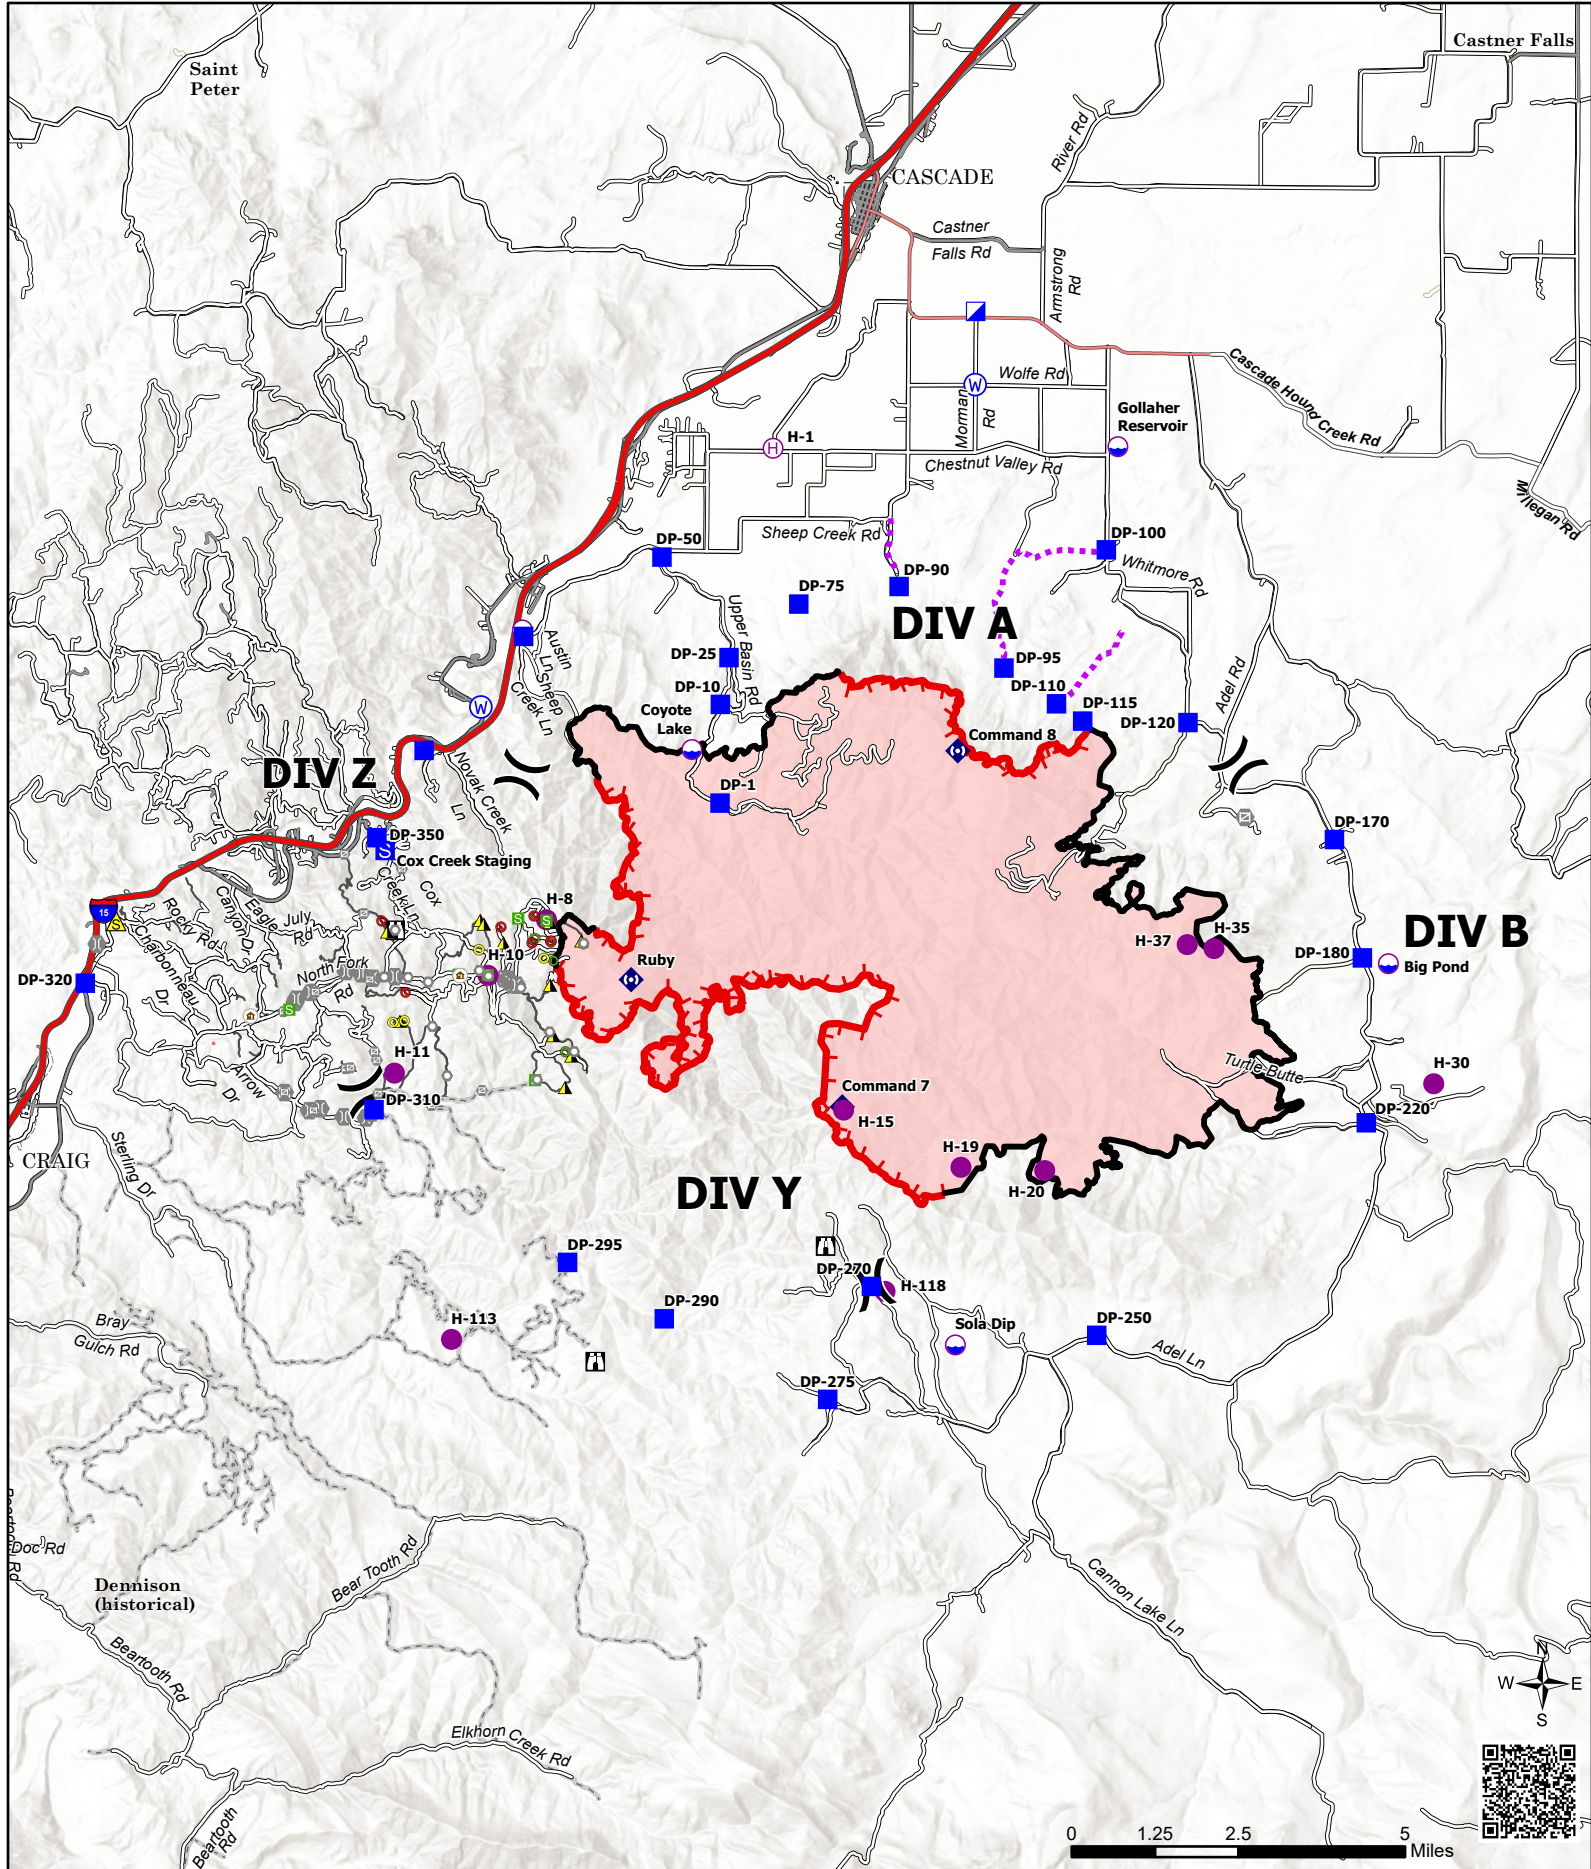 Castner Falls
Saint
Peter
River Rd
CASCADE
Castner
Falls Rd
Armstrong
Rd
Cascade Hound Creek Rd
Wolfe Rd
W
Morman
Rd
Gollaher
Reservoir
H
H-1
Chestnut Valley Rd
Millegan Rd
Sheep Creek Rd
DP-50
DP-100
Whitmore Rd
DP-90
DP-75
DIV A
Upper Basin Rd
Austin
Ln
Sheep
Creek Ln
DP-25
DP-95
DP-10
DP-110
Adel Rd
Coyote
Lake
DP-115
DP-120
W
Command 8
DIV Z
Novak Creek
Ln
DP-1
DP-350
DP-170
S
Cox Creek Staging
Cox
Creek Ln
15
S
Rocky Rd
Canyon Dr
Eagle
July
Rd
S
S
H-8
DIV B
H-37
H-35
Charbonneau
Dr
North Fork
Rd
H-10
DP-180
Big Pond
DP-320
Ruby
S
H-11
Arrow
Dr
Turtle Butte
H-30
Command 7
DP-310
H-15
DP-220
CRAIG
Sterling Dr
H-19
H-20
DIV Y
DP-295
DP-270
H-118
DP-290
Bray
Gulch Rd
H-113
Sola Dip
DP-250
Adel Ln
DP-275
Doc Rd
Bear Tooth Rd
Dennison
(historical)
Cannon Lake Ln
Beartooth Rd
N
W
E
S
Elkhorn Creek Rd
Beartooth
Rd
0
1.25
2.5
5
Miles